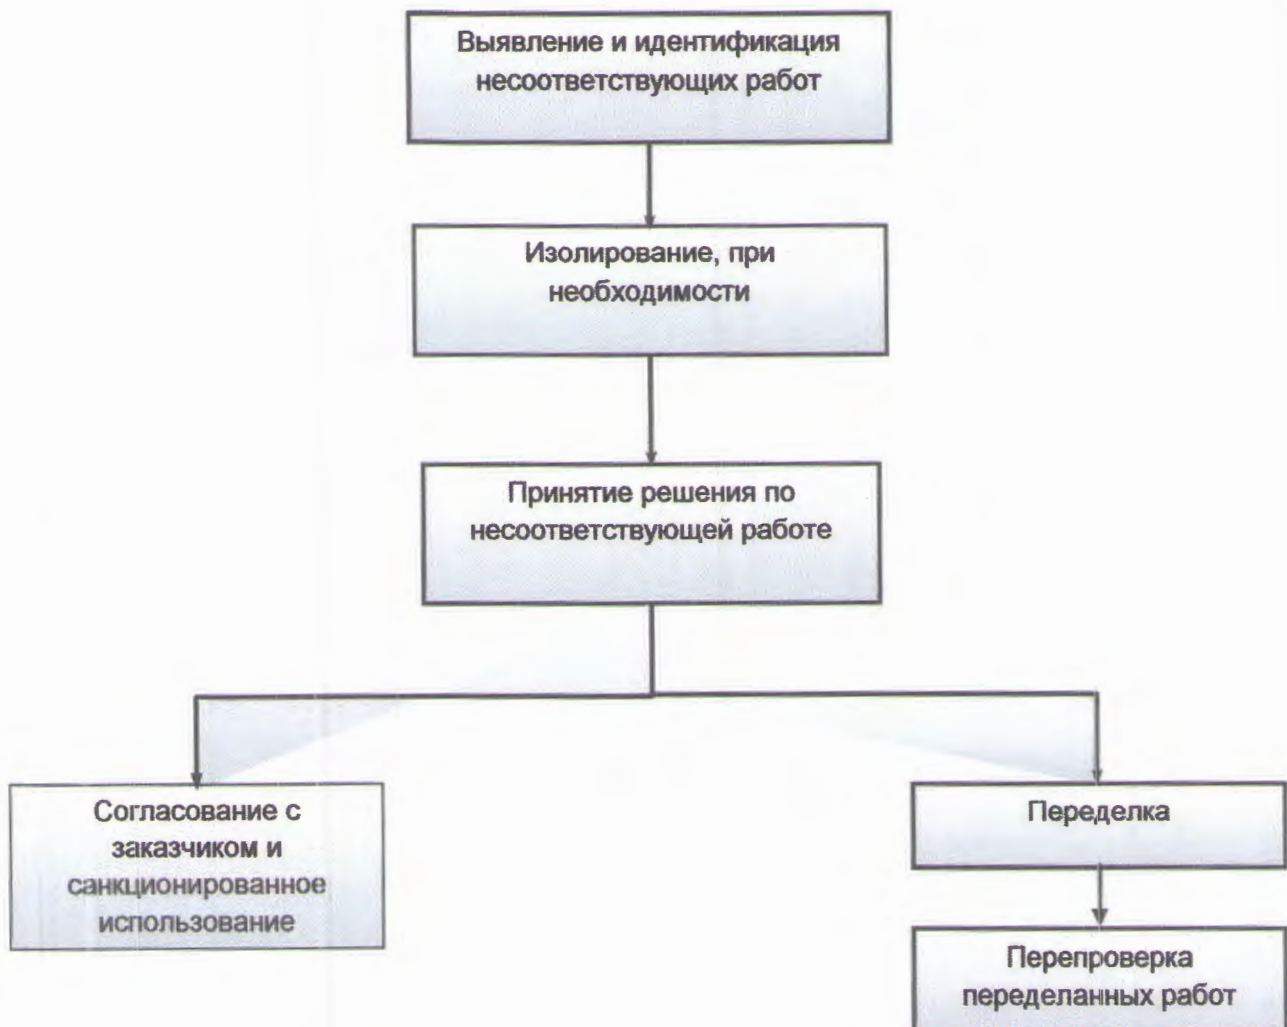 Выявление и идентификация
несоответствующих работ
Изолирование, при
необходимости
Принятие решения по
несоответствующей работе
Согласование с
заказчиком и
санкционированное
использование
Переделка
Перепроверка
переделанных работ